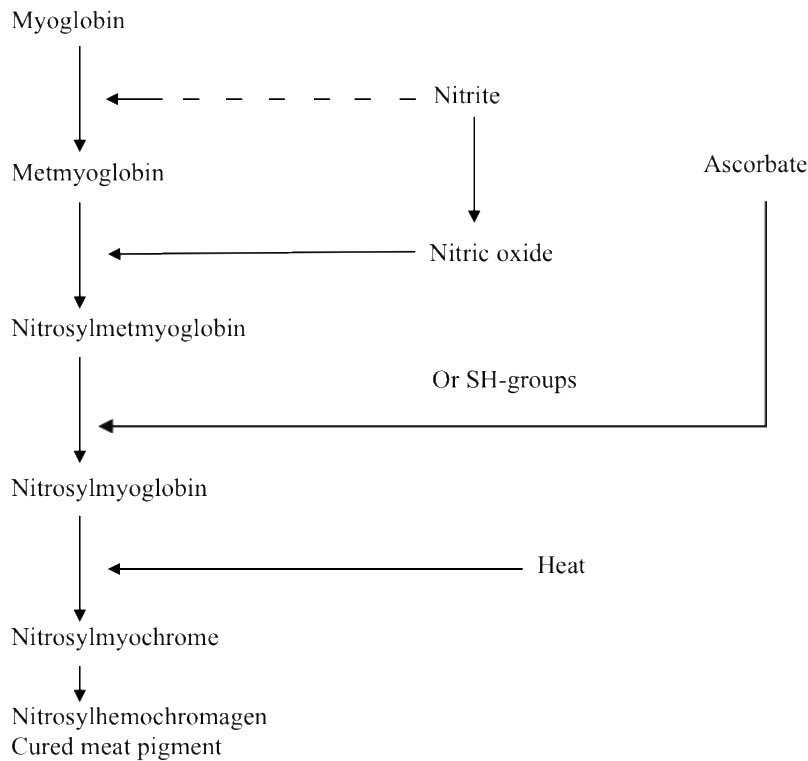 Myoglobin
Nitrite
Ascorbate
Metmyoglobin
Nitric oxide
Nitrosylmetmyoglobin
Or SH-groups
Nitrosylmyoglobin
Heat
Nitrosylmyochrome
Nitrosylhemochromagen
Cured meat pigment